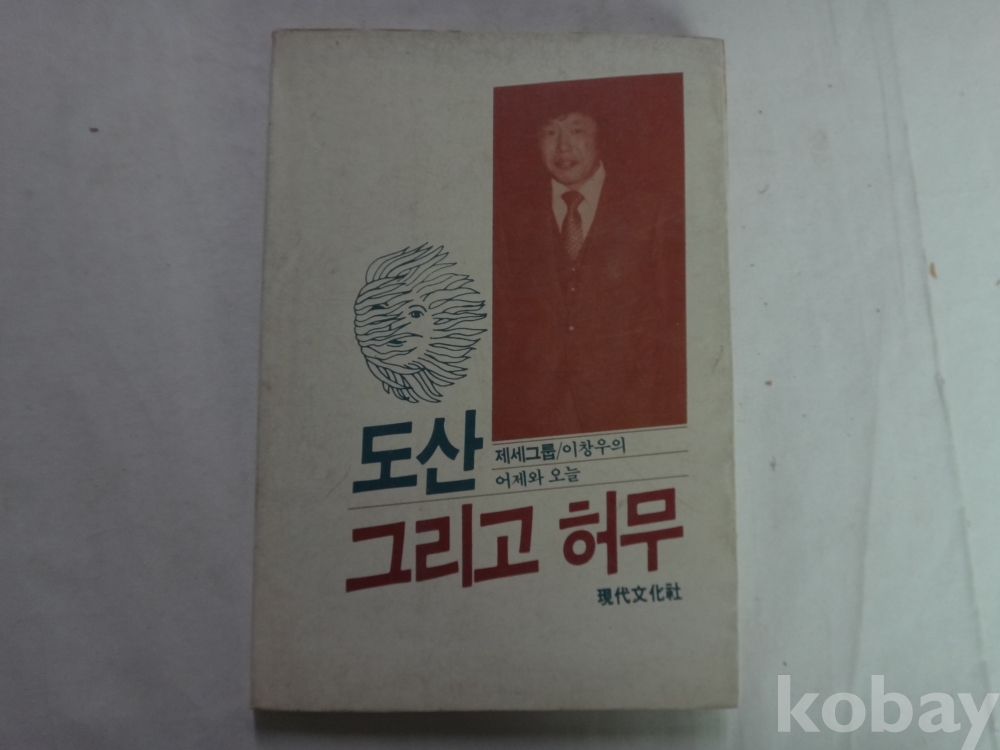 도산
제세그룹/이창우의
어제와 오늘
그리고 허무
現代文化社
kobay